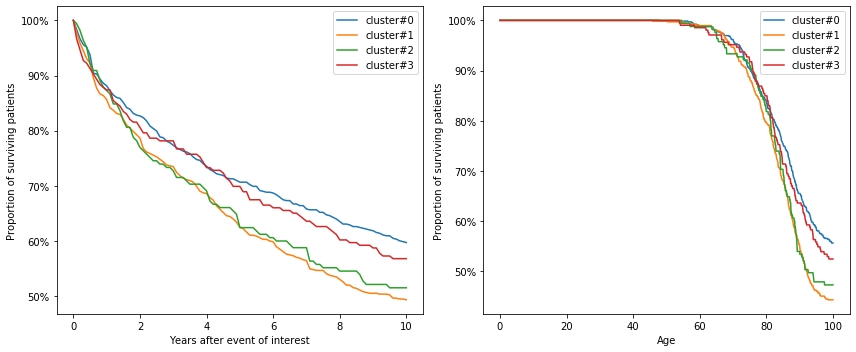 100%
90%
80%
70%
60%
50%
Proportion of surviving patients
0
2
4
6
8
10
Years after event of interest
cluster#0
cluster#1
cluster#2
cluster#3
100%
90%
80%
70%
60%
50%
Proportion of surviving patients
0
20
40
60
80
100
Age
cluster#0
cluster#1
cluster#2
cluster#3